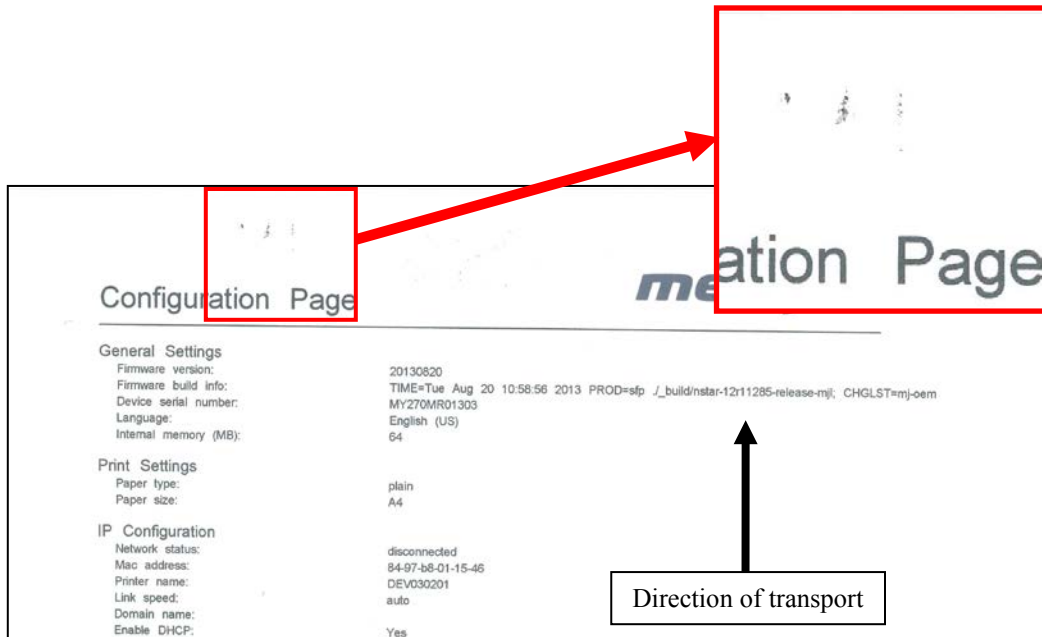 ation Page
Configuration Page
me
General Settings
Firmware version: 20130820
Firmware build info: TIME=Tue Aug 20 10:58:56 2013 PROD=sfp ./_build/nstar-12r11285-release-mjl; CHGLST=mj-oem
Device serial number: MY270MR01303
Language: English (US)
Internal memory (MB): 64
Print Settings
Paper type: plain
Paper size: A4
IP Configuration
Network status: disconnected
Mac address: 84-97-b8-01-15-46
Printer name: DEV030201
Link speed: auto
Domain name:
Enable DHCP: Yes
Direction of transport